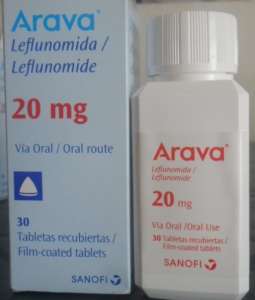 Arava®
Leflunomida /
Leflunomide
20 mg
Vía Oral / Oral route
30
Tabletas recubiertas /
Film-coated tablets
SANOFI
Arava®
Leflunomida /
Leflunomide
20 mg
Vía Oral /Oral Use
30 Tabletas recubiertas /
Film-coated tablets
SANOFI